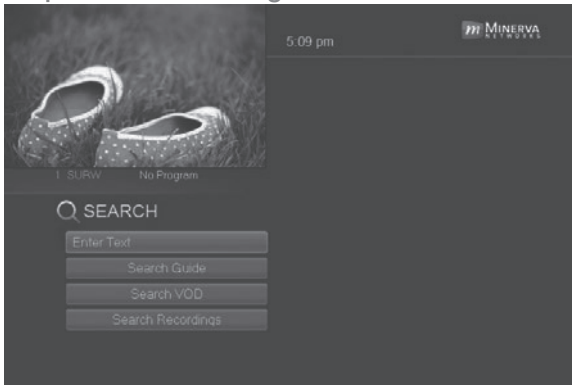 5:09 pm
m MINERVA
NETWORKS
1 SURW No Program
SEARCH
Enter Text
Search Guide
Search VOD
Search Recordings